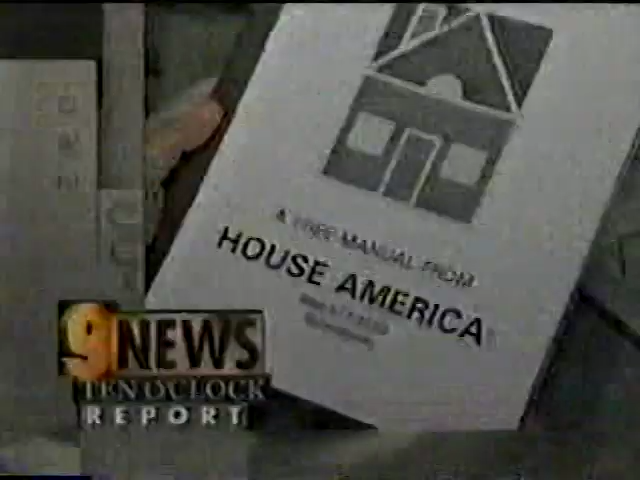 A FREE MANUAL FROM
HOUSE AMERICA
9NEWS
TEN O'CLOCK
REPORT